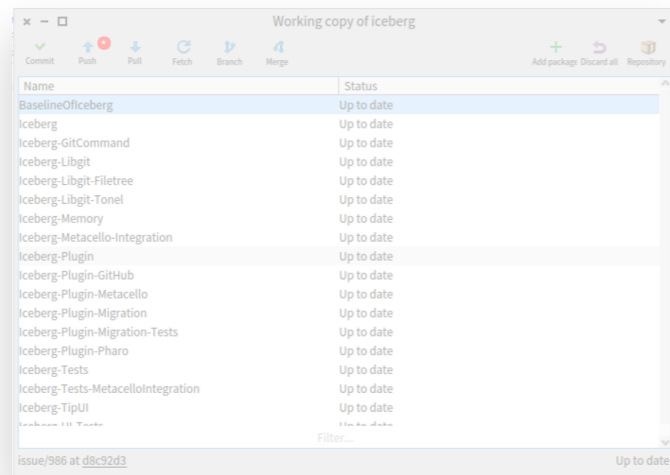 Working copy of iceberg
Commit Push Pull Fetch Branch Merge Add package Discard all Repository
Name Status
BaselineOfIceberg Up to date
Iceberg Up to date
Iceberg-GitCommand Up to date
Iceberg-Libgit Up to date
Iceberg-Libgit-Filetree Up to date
Iceberg-Libgit-Tonel Up to date
Iceberg-Memory Up to date
Iceberg-Metacello-Integration Up to date
Iceberg-Plugin Up to date
Iceberg-Plugin-GitHub Up to date
Iceberg-Plugin-Metacello Up to date
Iceberg-Plugin-Migration Up to date
Iceberg-Plugin-Migration-Tests Up to date
Iceberg-Plugin-Pharo Up to date
Iceberg-Tests Up to date
Iceberg-Tests-MetacelloIntegration Up to date
Iceberg-TipUI Up to date
Iceberg-UI-Tests Up to date
Filter...
issue/986 at d8c92d3 Up to date